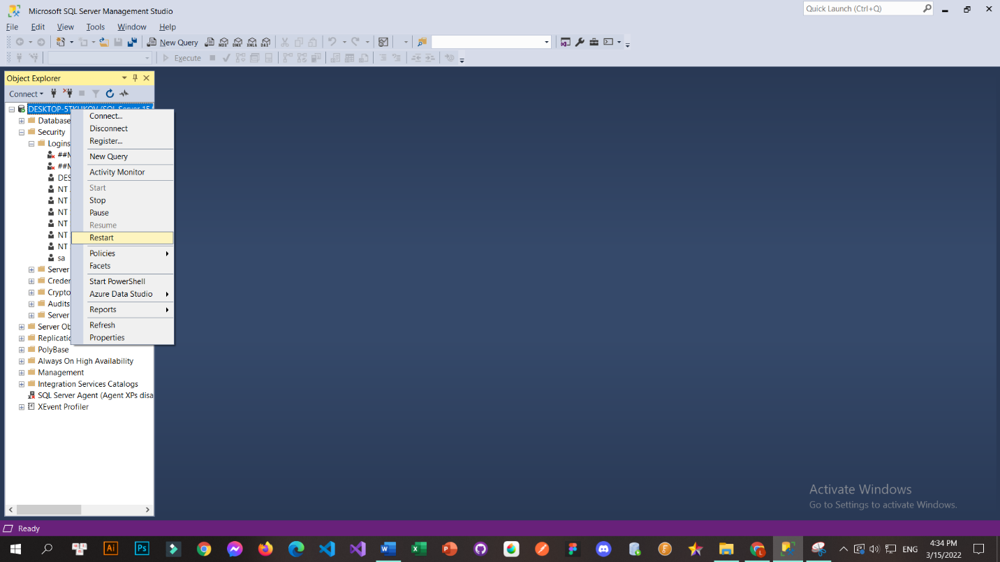 Microsoft SQL Server Management Studio
Quick Launch (Ctrl+Q)
File Edit View Tools Window Help
New Query MDX DMX XMLA DAX
Execute
Object Explorer
Connect
DESKTOP-5TKUKOV (SQL Server 15
Database
Security
Logins
##M
##M
DES
NT
NT
NT
NT
NT
NT
sa
Server
Creder
Crypto
Audits
Server
Server Ob
Replicatio
PolyBase
Always On High Availability
Management
Integration Services Catalogs
SQL Server Agent (Agent XPs disa
XEvent Profiler
Connect...
Disconnect
Register...
New Query
Activity Monitor
Start
Stop
Pause
Resume
Restart
Policies
Facets
Start PowerShell
Azure Data Studio
Reports
Refresh
Properties
Activate Windows
Go to Settings to activate Windows.
Ready
Ai Ps
ENG
4:34 PM
3/15/2022